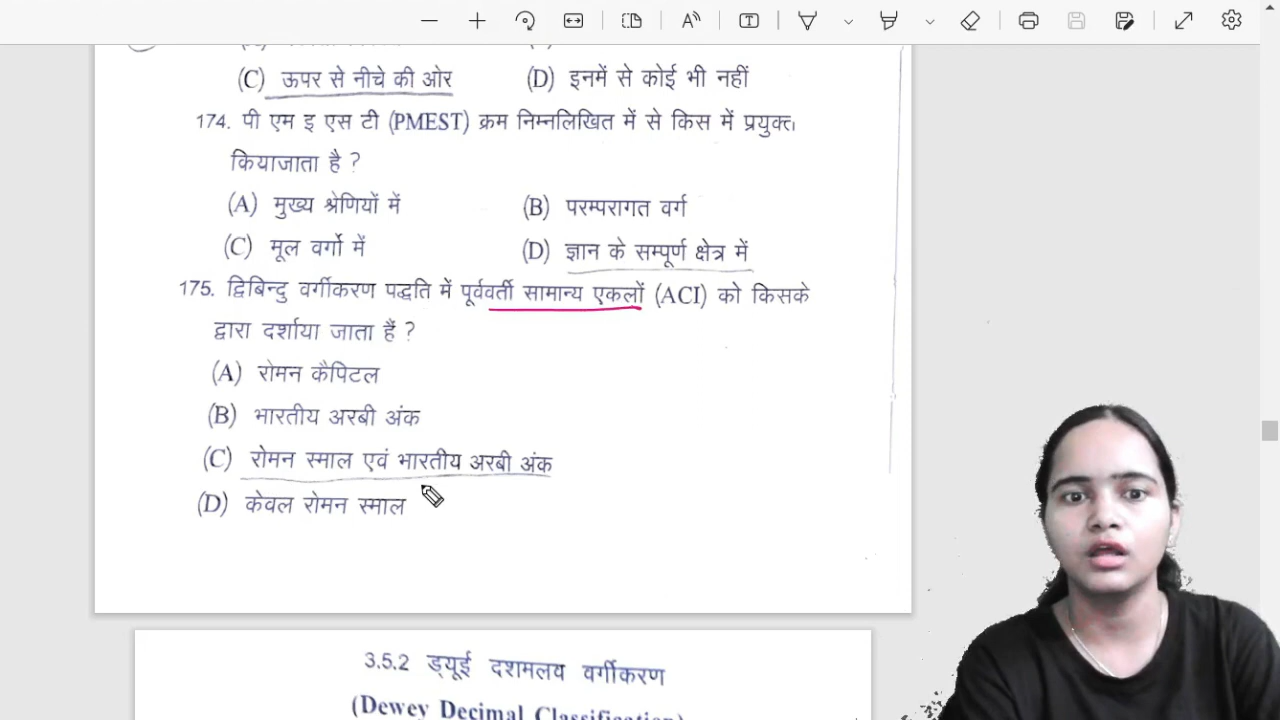 (C) ऊपर से नीचे की ओर (D) इनमें से कोई भी नहीं
174. पी एम इ एस टी (PMEST) क्रम निम्नलिखित में से किस में प्रयुक्त
कियाजाता है ?
(A) मुख्य श्रेणियों में (B) परम्परागत वर्ग
(C) मूल वर्गों में (D) ज्ञान के सम्पूर्ण क्षेत्र में
175. द्विबिन्दु वर्गीकरण पद्धति में पूर्ववर्ती सामान्य एकलों (ACI) को किसके
द्वारा दर्शाया जाता हैं ?
(A) रोमन कैपिटल
(B) भारतीय अरबी अंक
(C) रोमन स्माल एवं भारतीय अरबी अंक
(D) केवल रोमन स्माल
3.5.2 ड्यूई दशमलव वर्गीकरण
(Dewey Decimal Classification)